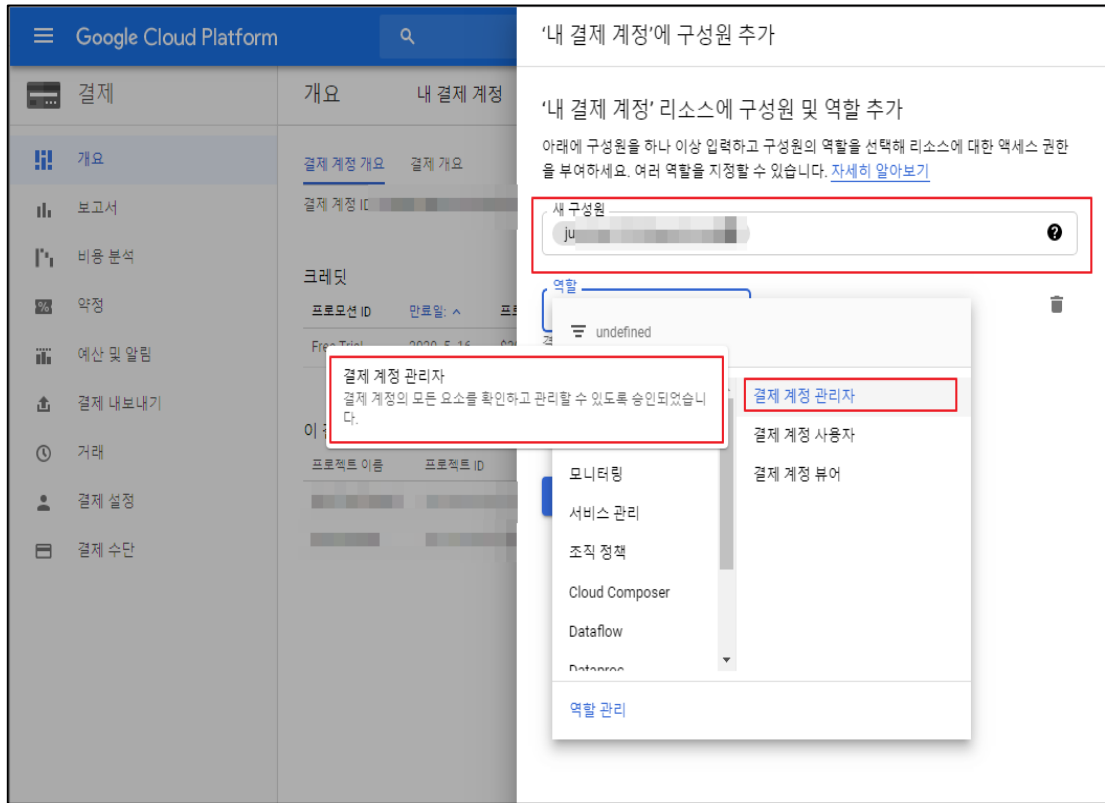 Google Cloud Platform
결제
개요
보고서
비용 분석
약정
예산 및 알림
결제 내보내기
거래
결제 설정
결제 수단
개요 내 결제 계정
결제 계정 개요 결제 개요
결제 계정 ID
크레딧
프로모션 ID 만료일:
Free Trial 2020. 5. 16.
프로젝트 이름 프로젝트 ID
'내 결제 계정'에 구성원 추가
'내 결제 계정' 리소스에 구성원 및 역할 추가
아래에 구성원을 하나 이상 입력하고 구성원의 역할을 선택해 리소스에 대한 액세스 권한
을 부여하세요. 여러 역할을 지정할 수 있습니다. 자세히 알아보기
새 구성원
ju
역할
undefined
결제 계정 관리자
결제 계정의 모든 요소를 확인하고 관리할 수 있도록 승인되었습니
다.
모니터링
서비스 관리
조직 정책
Cloud Composer
Dataflow
Dataproc
결제 계정 관리자
결제 계정 사용자
결제 계정 뷰어
역할 관리